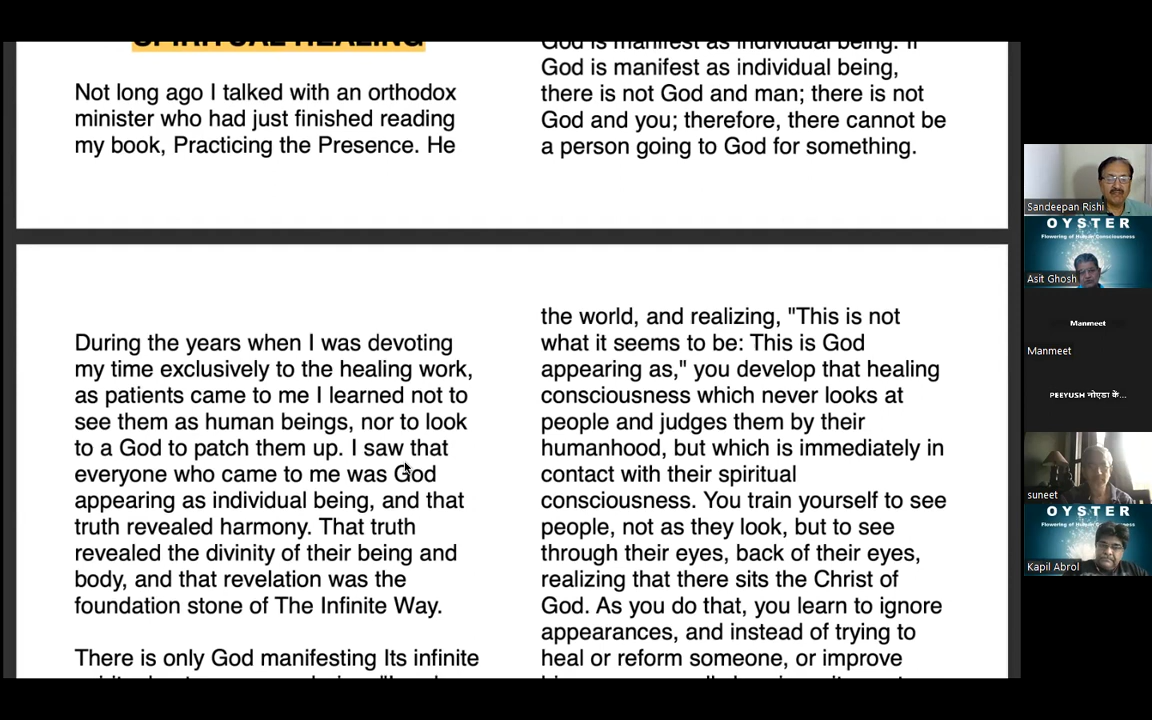 SPIRITUAL HEALING
Not long ago I talked with an orthodox
minister who had just finished reading
my book, Practicing the Presence. He
God is manifest as individual being. If
God is manifest as individual being,
there is not God and man; there is not
God and you; therefore, there cannot be
a person going to God for something.
During the years when I was devoting
my time exclusively to the healing work,
as patients came to me I learned not to
see them as human beings, nor to look
to a God to patch them up. I saw that
everyone who came to me was God
appearing as individual being, and that
truth revealed harmony. That truth
revealed the divinity of their being and
body, and that revelation was the
foundation stone of The Infinite Way.
There is only God manifesting Its infinite
the world, and realizing, "This is not
what it seems to be: This is God
appearing as," you develop that healing
consciousness which never looks at
people and judges them by their
humanhood, but which is immediately in
contact with their spiritual
consciousness. You train yourself to see
people, not as they look, but to see
through their eyes, back of their eyes,
realizing that there sits the Christ of
God. As you do that, you learn to ignore
appearances, and instead of trying to
heal or reform someone, or improve
Sandeepan Rishi
OYSTER
Flowering of Human Consciousness
Asit Ghosh
Manmeet
Manmeet
PEEYUSH नोएडा के...
suneet
OYSTER
Flowering of Human Consciousness
Kapil Abrol